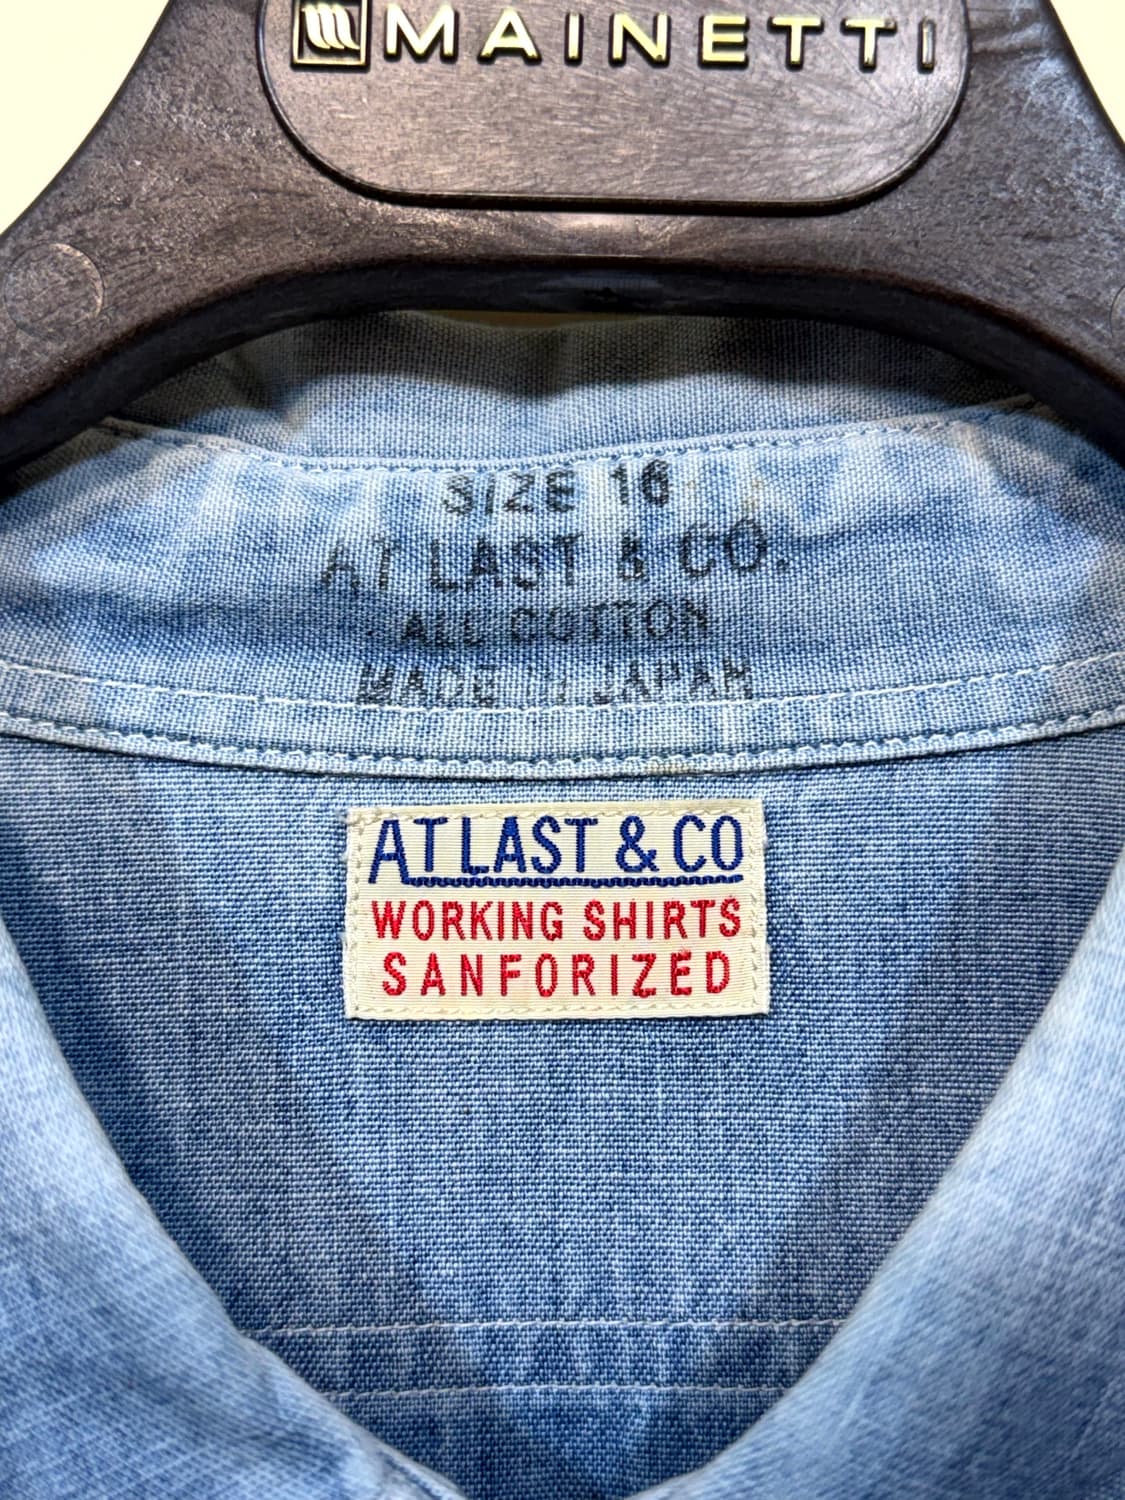 MAINETTI
SIZE 16
AT LAST & CO.
ALL COTTON
MADE IN JAPAN
AT LAST & CO
WORKING SHIRTS
SANFORIZED